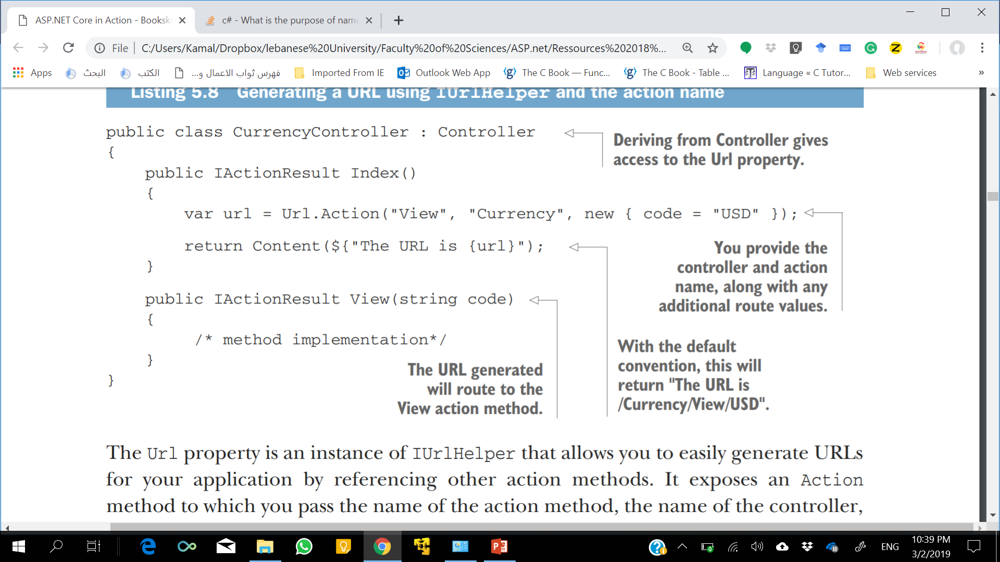 ASP.NET Core in Action - Booksk
c# - What is the purpose of name
File
C:/Users/Kamal/Dropbox/lebanese%20University/Faculty%20of%20Sciences/ASP.net/Ressources%202018%...
Apps
البحث
الكتب
فهرس ثواب الاعمال و...
Imported From IE
Outlook Web App
The C Book — Func...
The C Book - Table ...
Language « C Tutor...
Web services
»
Listing 5.8 Generating a URL using IUrlHelper and the action name
public class CurrencyController : Controller
{
public IActionResult Index()
{
var url = Url.Action("View", "Currency", new { code = "USD" });
return Content(${"The URL is {url}");
}
public IActionResult View(string code)
{
/* method implementation*/
}
}
Deriving from Controller gives
access to the Url property.
You provide the
controller and action
name, along with any
additional route values.
With the default
convention, this will
return "The URL is
/Currency/View/USD".
The URL generated
will route to the
View action method.
The Url property is an instance of IUrlHelper that allows you to easily generate URLs
for your application by referencing other action methods. It exposes an Action
method to which you pass the name of the action method, the name of the controller,
ENG
10:39 PM
3/2/2019